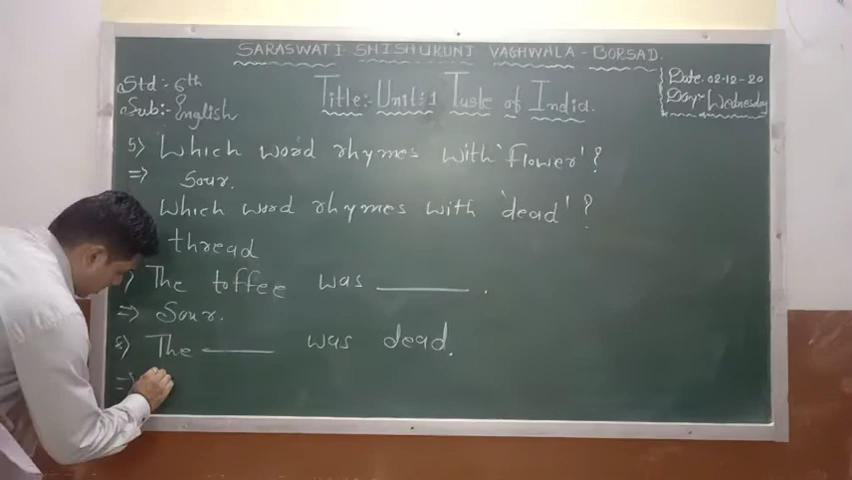 SARASWATI SHISHUKUNJ VAGHWALA - BORSAD.
Std :- 6th
Sub:- English
Title:- Unit:1 Taste of India.
Date. 02-12-20
Day:- Wednesday
5) Which word rhymes with 'flower'?
⇒ Sour.
Which word rhymes with 'dead'?
thread
) The toffee was ______ .
⇒ Sour.
8) The ______ was dead.
⇒